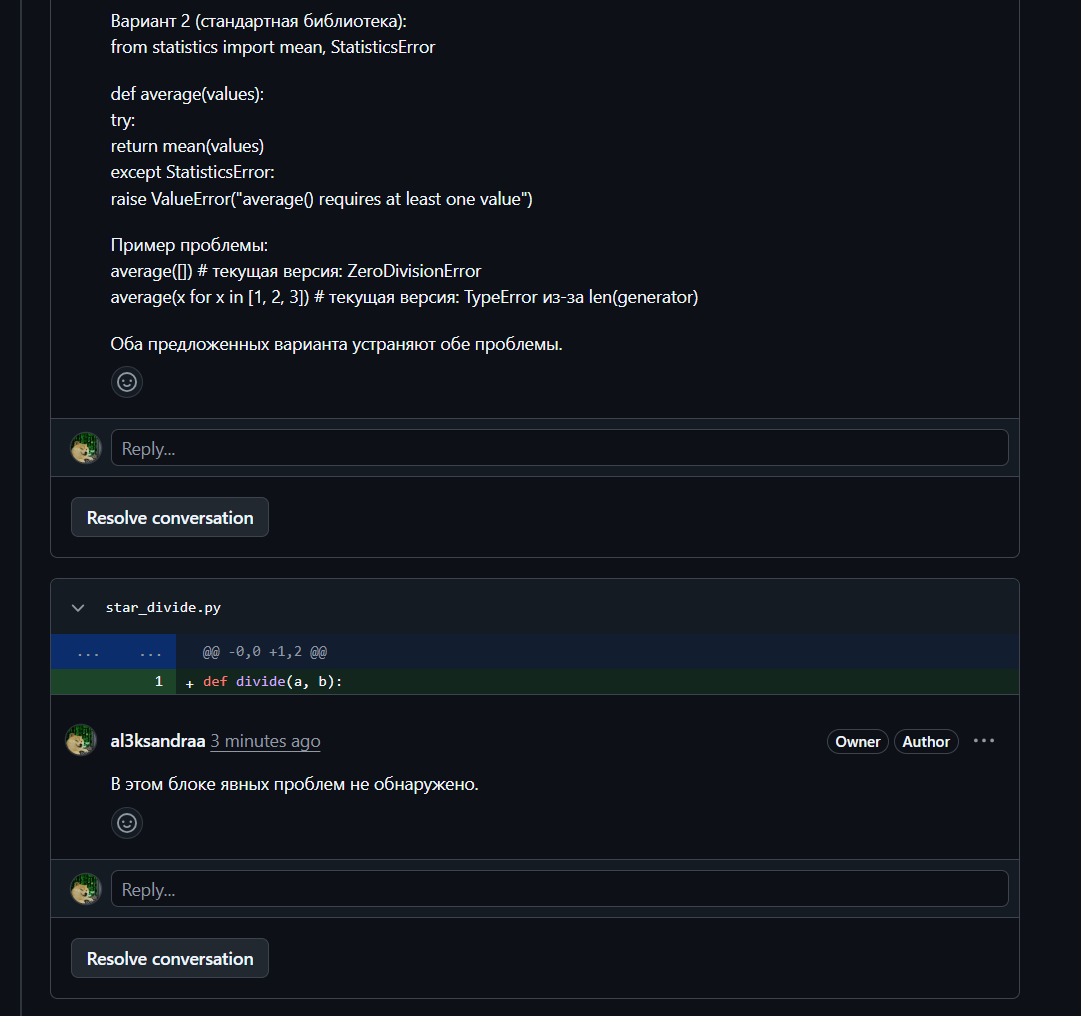 Вариант 2 (стандартная библиотека):
from statistics import mean, StatisticsError
def average(values):
try:
return mean(values)
except StatisticsError:
raise ValueError("average() requires at least one value")
Пример проблемы:
average([]) # текущая версия: ZeroDivisionError
average(x for x in [1, 2, 3]) # текущая версия: TypeError из-за len(generator)
Оба предложенных варианта устраняют обе проблемы.
Reply...
Resolve conversation
star_divide.py
... ... @@ -0,0 +1,2 @@
1 + def divide(a, b):
al3ksandraa 3 minutes ago Owner Author ...
В этом блоке явных проблем не обнаружено.
Reply...
Resolve conversation